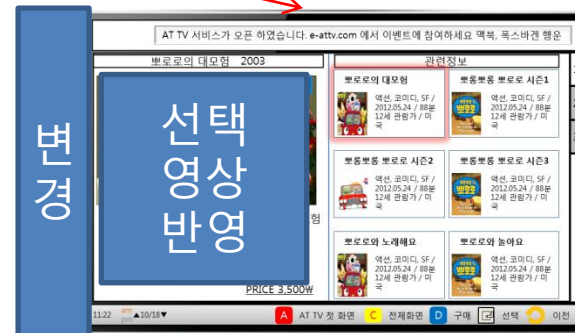 AT TV 서비스가 오픈 하였습니다. e-attv.com 에서 이벤트에 참여하세요 맥북, 폭스바겐 행운
뽀로로의 대모험 2003
관련정보
변경
선택
영상
반영
험
PRICE 3,500₩
뽀로로의 대모험
액션, 코미디, SF /
2012.05.24 / 88분
12세 관람가 / 미
국
뽀롱뽀롱 뽀로로 시즌1
액션, 코미디, SF /
2012.05.24 / 88분
12세 관람가 / 미
국
뽀롱뽀롱 뽀로로 시즌2
액션, 코미디, SF /
2012.05.24 / 88분
12세 관람가 / 미
국
뽀롱뽀롱 뽀로로 시즌3
액션, 코미디, SF /
2012.05.24 / 88분
12세 관람가 / 미
국
뽀로로와 노래해요
액션, 코미디, SF /
2012.05.24 / 88분
12세 관람가 / 미
국
뽀로로와 놀아요
액션, 코미디, SF /
2012.05.24 / 88분
12세 관람가 / 미
국
11:22 am pm ▲10/18▼
A AT TV 첫 화면 C 전제화면 D 구매 선택 이전